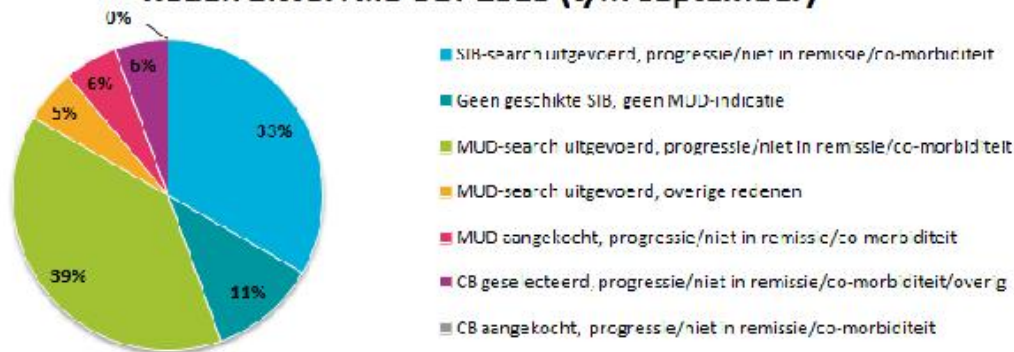 0%
6%
6%
5%
33%
39%
11%
SIB-search uitgevoerd, progressie/niet in remissie/co-morbiditeit
Geen geschikte SIB, geen MUD-indicatie
MUD-search uitgevoerd, progressie/niet in remissie/co-morbiditeit
MUD-search uitgevoerd, overige redenen
MUD aangekocht, progressie/niet in remissie/co-morbiditeit
CB geselecteerd, progressie/niet in remissie/co-morbiditeit/overig
CB aangekocht, progressie/niet in remissie/co-morbiditeit